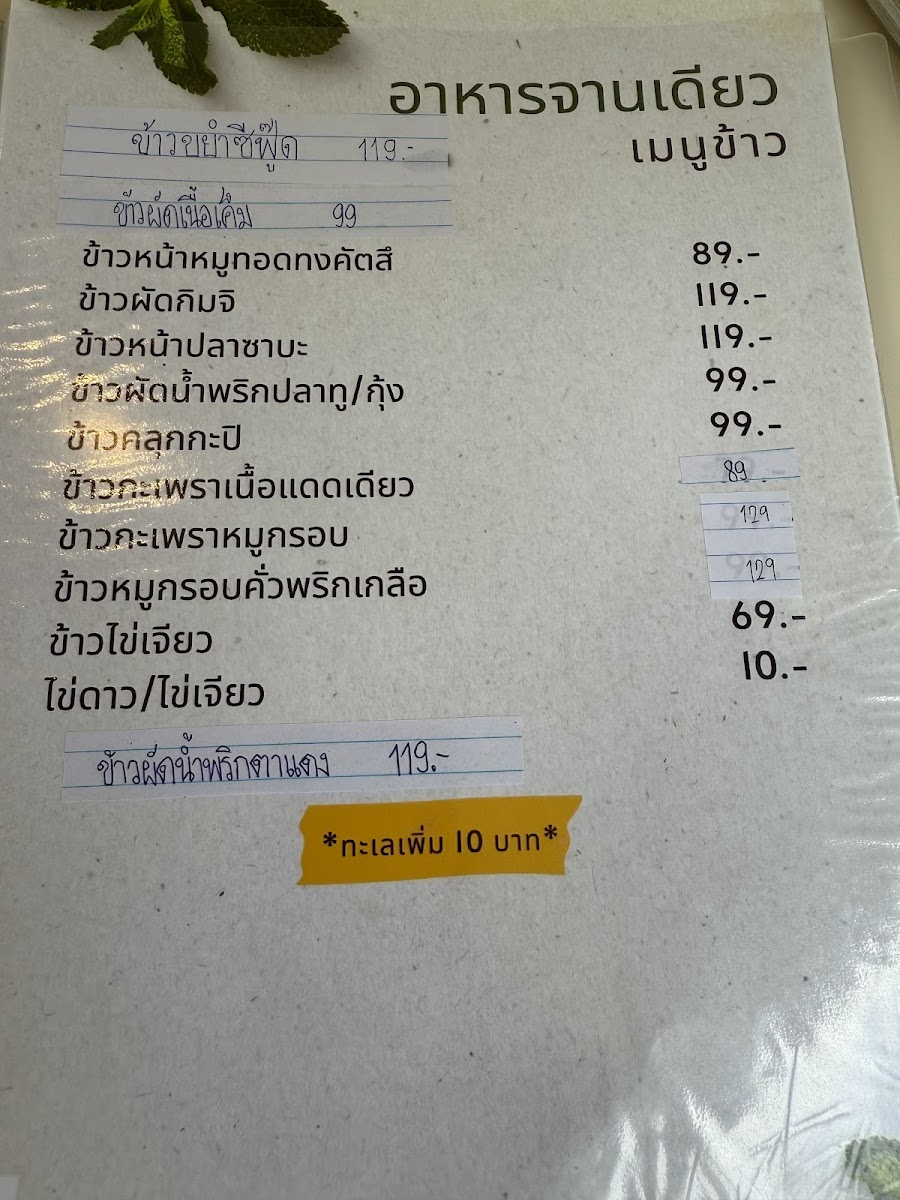 อาหารจานเดียว
เมนูข้าว
ข้าวขยำซีฟู๊ด 119.-
ข้าวผัดเนื้อเค็ม 99
ข้าวหน้าหมูทอดทงคัตสึ 89.-
ข้าวผัดกิมจิ 119.-
ข้าวหน้าปลาซาบะ 119.-
ข้าวผัดน้ำพริกปลาทู/กุ้ง 99.-
ข้าวคลุกกะปิ 99.-
ข้าวกะเพราเนื้อแดดเดียว 89.
ข้าวกะเพราหมูกรอบ 129
ข้าวหมูกรอบคั่วพริกเกลือ 129
ข้าวไข่เจียว 69.-
ไข่ดาว/ไข่เจียว 10.-
ข้าวผัดน้ำพริกตาแดง 119.-
*ทะเลเพิ่ม 10 บาท*